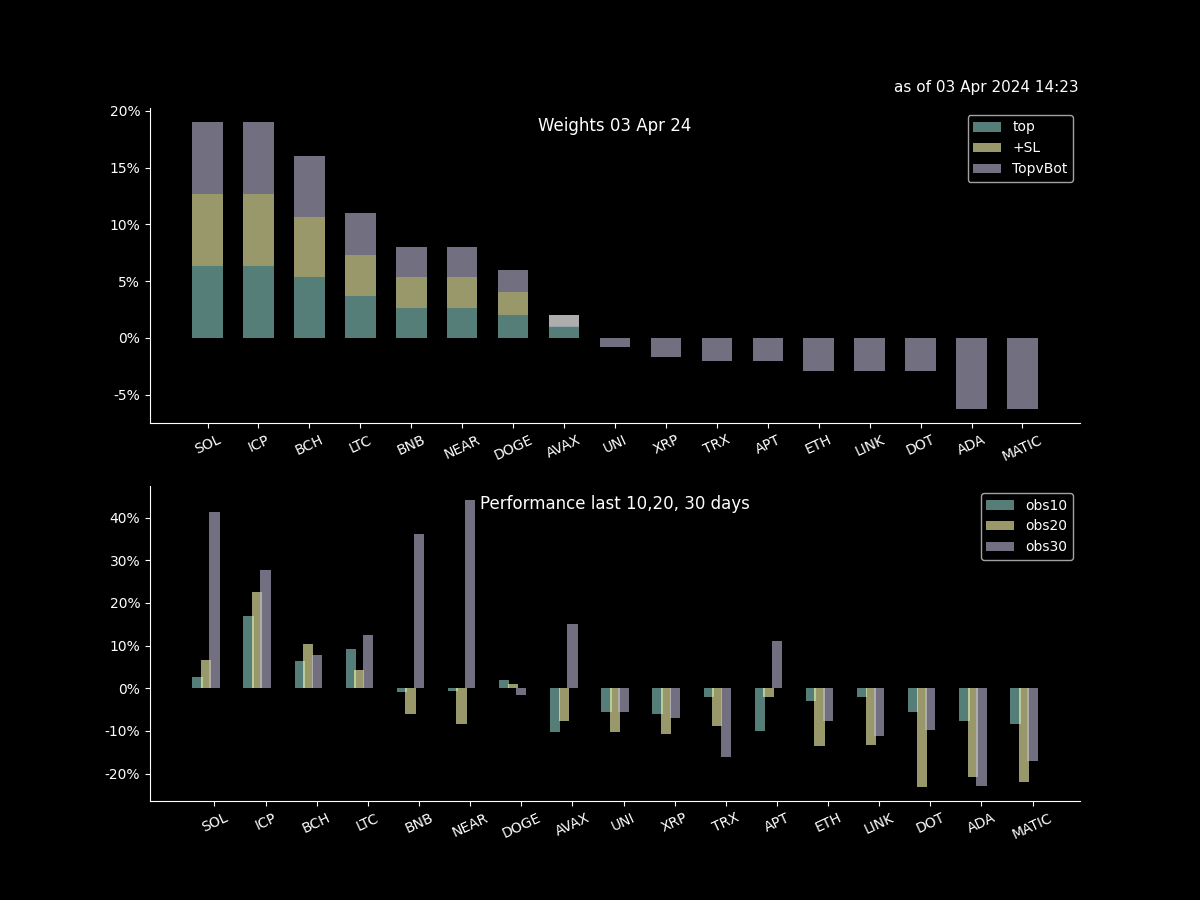 as of 03 Apr 2024 14:23
Weights 03 Apr 24
top
+SL
TopvBot
20%
15%
10%
5%
0%
-5%
SOL ICP BCH LTC BNB NEAR DOGE AVAX UNI XRP TRX APT ETH LINK DOT ADA MATIC
Performance last 10,20, 30 days
obs10
obs20
obs30
40%
30%
20%
10%
0%
-10%
-20%
SOL ICP BCH LTC BNB NEAR DOGE AVAX UNI XRP TRX APT ETH LINK DOT ADA MATIC